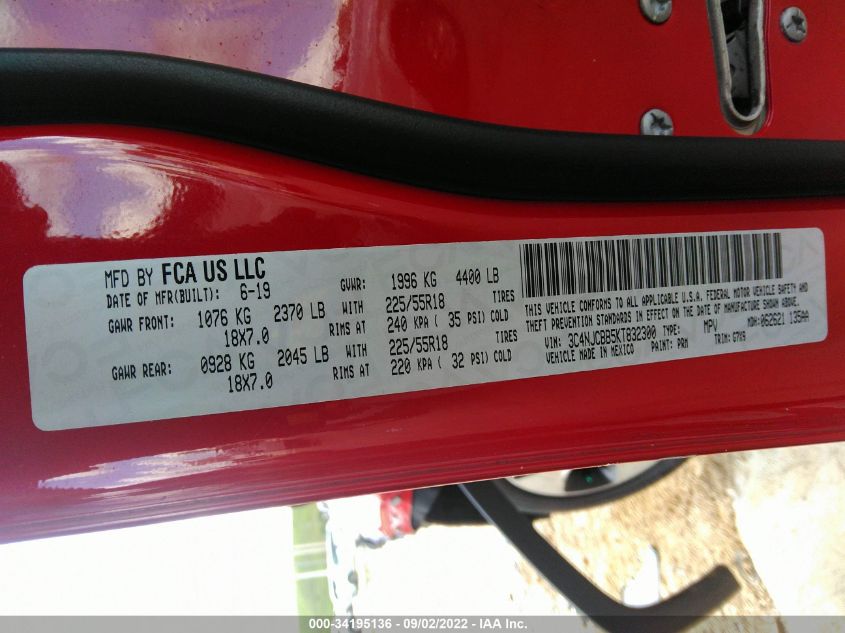 MFD BY FCA US LLC
DATE OF MFR(BUILT): 6-19
GVWR: 1996 KG 4400 LB
GAWR FRONT: 1076 KG 2370 LB WITH 225/55R18 TIRES
18X7.0 RIMS AT 240 KPA ( 35 PSI) COLD
GAWR REAR: 0928 KG 2045 LB WITH 225/55R18 TIRES
18X7.0 RIMS AT 220 KPA ( 32 PSI) COLD
THIS VEHICLE CONFORMS TO ALL APPLICABLE U.S.A. FEDERAL MOTOR VEHICLE SAFETY AND
THEFT PREVENTION STANDARDS IN EFFECT ON THE DATE OF MANUFACTURE SHOWN ABOVE.
VIN: 3C4NJCBB5KT832300 TYPE: MPV MDH: 062621 135AA
VEHICLE MADE IN MEXICO PAINT: PRM TRIM: G7X9
000-34195136 - 09/02/2022 - IAA Inc.